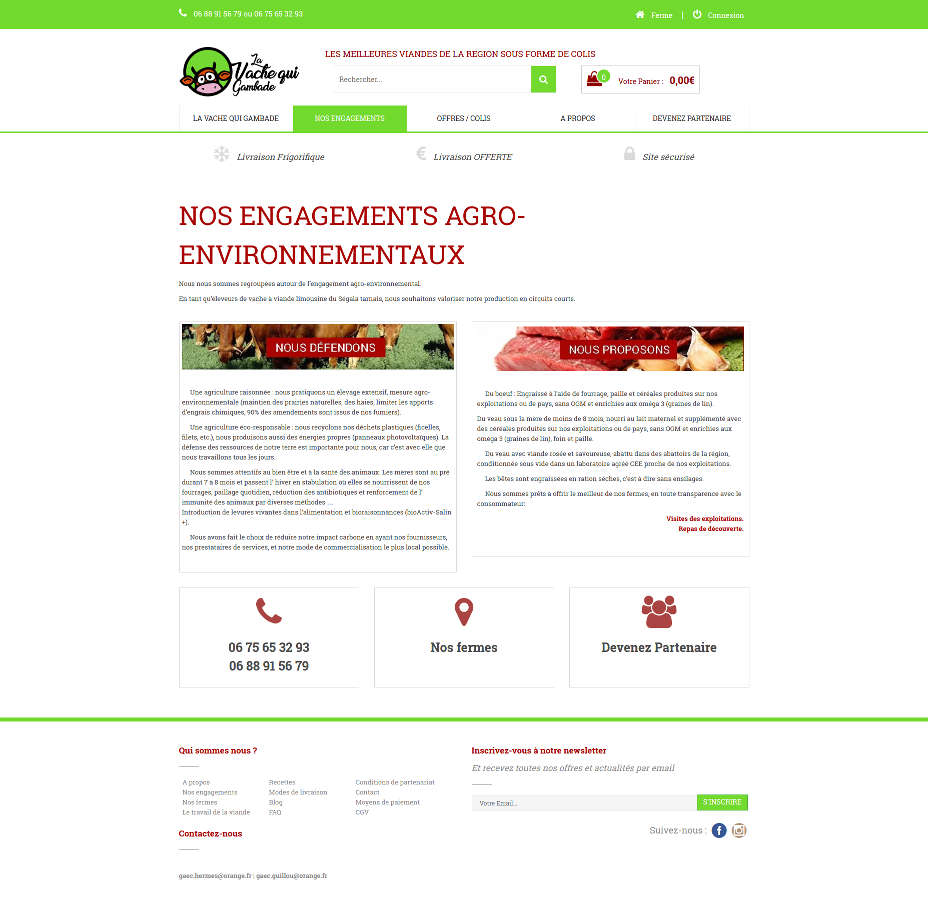 06 88 91 56 79 ou 06 75 65 32 93
Ferme | Connexion
La
Vache qui
Gambade
LES MEILLEURES VIANDES DE LA REGION SOUS FORME DE COLIS
Rechercher...
0
Votre Panier : 0,00€
LA VACHE QUI GAMBADE
NOS ENGAGEMENTS
OFFRES / COLIS
A PROPOS
DEVENEZ PARTENAIRE
Livraison Frigorifique
Livraison OFFERTE
Site sécurisé
NOS ENGAGEMENTS AGRO-
ENVIRONNEMENTAUX
Nous nous sommes regroupées autour de l'engagement agro-environnemental.
En tant qu'éleveurs de vache à viande limousine du Ségala tarnais, nous souhaitons valoriser notre production en circuits courts.
NOUS DÉFENDONS
Une agriculture raisonnée : nous pratiquons un élevage extensif, mesure agro-
environnementale (maintien des prairies naturelles, des haies, limiter les apports
d'engrais chimiques, 90% des amendements sont issus de nos fumiers).
Une agriculture éco-responsable : nous recyclons nos déchets plastiques (ficelles,
filets, etc.), nous produisons aussi des énergies propres (panneaux photovoltaïques). La
défense des ressources de notre terre est importante pour nous, car c'est avec elle que
nous travaillons tous les jours.
Nous sommes attentifs au bien être et à la santé des animaux. Les mères sont au pré
durant 7 à 8 mois et passent l' hiver en stabulation où elles se nourrissent de nos
fourrages, paillage quotidien, réduction des antibiotiques et renforcement de l'
immunité des animaux par diverses méthodes ...
Introduction de levures vivantes dans l'alimentation et bioraisonnances (bioActiv-Salin
+).
Nous avons fait le choix de réduire notre impact carbone en ayant nos fournisseurs,
nos prestataires de services, et notre mode de commercialisation le plus local possible.
NOUS PROPOSONS
Du bœuf : Engraissé à l'aide de fourrage, paille et céréales produites sur nos
exploitations ou de pays, sans OGM et enrichies aux oméga 3 (graines de lin).
Du veau sous la mère de moins de 8 mois, nourri au lait maternel et supplémenté avec
des céréales produites sur nos exploitations ou de pays, sans OGM et enrichies aux
oméga 3 (graines de lin), foin et paille.
Du veau avec viande rosée et savoureuse, abattu dans des abattoirs de la région,
conditionnés sous vide dans un laboratoire agréé CEE proche de nos exploitations.
Les bêtes sont engraissées en ration sèches, c'est à dire sans ensilages.
Nous sommes prêts à offrir le meilleur de nos fermes, en toute transparence avec le
consommateur:
Visites des exploitations.
Repas de découverte.
06 75 65 32 93
06 88 91 56 79
Nos fermes
Devenez Partenaire
Qui sommes nous ?
A propos
Nos engagements
Nos fermes
Le travail de la viande
Recettes
Modes de livraison
Blog
FAQ
Conditions de partenariat
Contact
Moyens de paiement
CGV
Contactez-nous
gaec.hermes@orange.fr | gaec.guillou@orange.fr
Inscrivez-vous à notre newsletter
Et recevez toutes nos offres et actualités par email
Votre Email...
S'INSCRIRE
Suivez-nous :